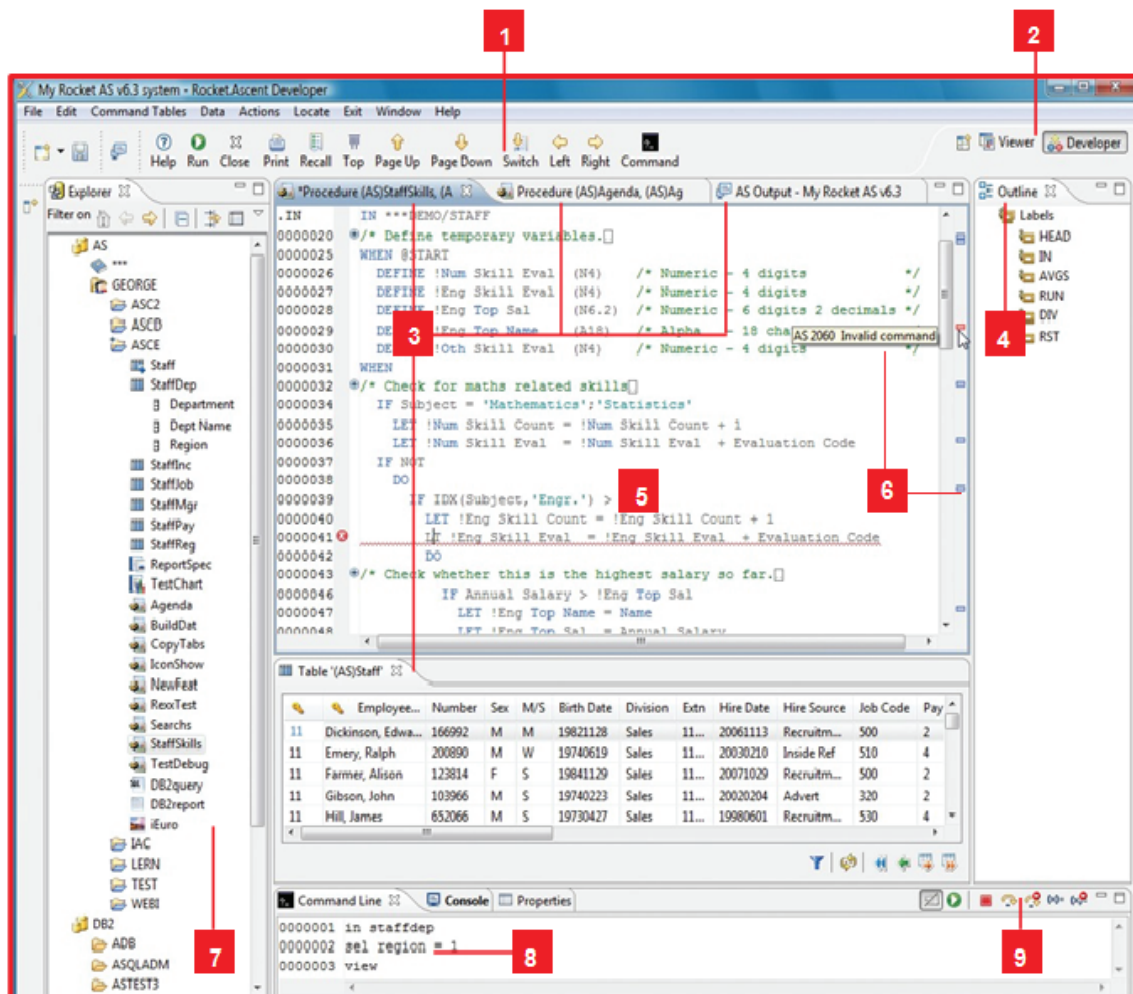 1
2
My Rocket AS v6.3 system - Rocket.Ascent Developer
File Edit Command Tables Data Actions Locate Exit Window Help
Help Run Close Print Recall Top Page Up Page Down Switch Left Right Command
Viewer Developer
Explorer
Filter on
AS
***
GEORGE
ASC2
ASCB
ASCE
Staff
StaffDep
Department
Dept Name
Region
StaffInc
StaffJob
StaffMgr
StaffPay
StaffReg
ReportSpec
TestChart
Agenda
BuildDat
CopyTabs
IconShow
NewFeat
RexxTest
Searchs
StaffSkills
TestDebug
DB2query
DB2report
iEuro
IAC
LERN
TEST
WEBI
DB2
ADB
ASQLADM
ASTEST3
7
*Procedure (AS)StaffSkills, (A
Procedure (AS)Agenda, (AS)Ag
AS Output - My Rocket AS v6.3
.IN IN ***DEMO/STAFF
0000020 /* Define temporary variables.
0000025 WHEN @START
0000026 DEFINE !Num Skill Eval (N4) /* Numeric - 4 digits */
0000027 DEFINE !Eng Skill Eval (N4) /* Numeric - 4 digits */
0000028 DEFINE !Eng Top Sal (N6.2) /* Numeric - 6 digits 2 decimals */
0000029 DE !Eng Top Name (A18) /* Alpha - 18 cha
0000030 DE !Oth Skill Eval (N4) /* Numeric - 4 digits */
AS 2060 Invalid command
3
0000031 WHEN
0000032 /* Check for maths related skills
0000034 IF Subject = 'Mathematics';'Statistics'
0000035 LET !Num Skill Count = !Num Skill Count + 1
0000036 LET !Num Skill Eval = !Num Skill Eval + Evaluation Code
0000037 IF NOT
0000038 DO
0000039 IF IDX(Subject,'Engr.') >
5
6
0000040 LET !Eng Skill Count = !Eng Skill Count + 1
0000041 LT !Eng Skill Eval = !Eng Skill Eval + Evaluation Code
0000042 DO
0000043 /* Check whether this is the highest salary so far.
0000046 IF Annual Salary > !Eng Top Sal
0000047 LET !Eng Top Name = Name
0000048 LET !Eng Top Sal = Annual Salary
Outline
Labels
HEAD
IN
AVGS
RUN
DIV
RST
4
Table '(AS)Staff'
Employee... Number Sex M/S Birth Date Division Extn Hire Date Hire Source Job Code Pay
11 Dickinson, Edwa... 166992 M M 19821128 Sales 11... 20061113 Recruitm... 500 2
11 Emery, Ralph 200890 M W 19740619 Sales 11... 20030210 Inside Ref 510 4
11 Farmer, Alison 123814 F S 19841129 Sales 11... 20071029 Recruitm... 500 2
11 Gibson, John 103966 M S 19740223 Sales 11... 20020204 Advert 320 2
11 Hill, James 652066 M S 19730427 Sales 11... 19980601 Recruitm... 530 4
Command Line Console Properties
0000001 in staffdep
0000002 sel region = 1
0000003 view
8
9